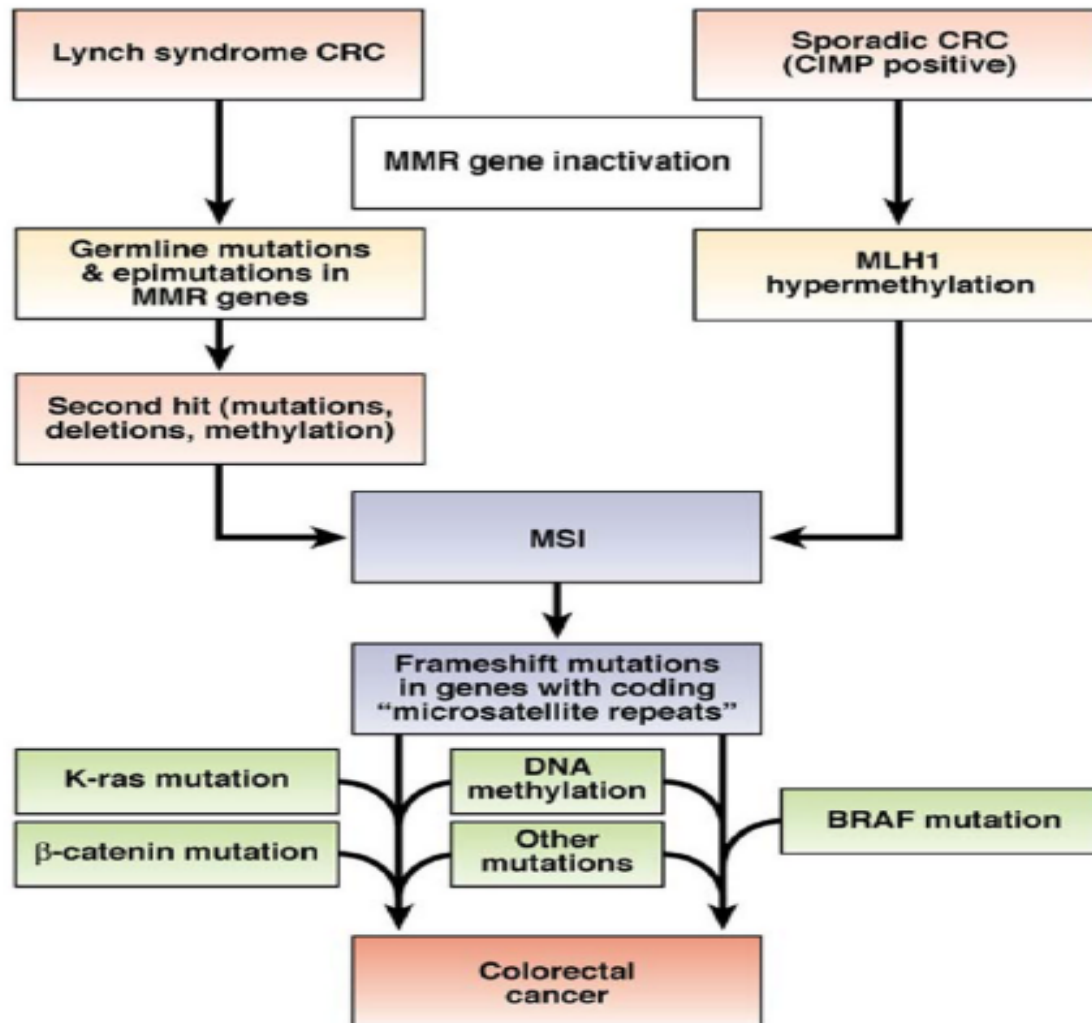 Lynch syndrome CRC
Sporadic CRC
(CIMP positive)
MMR gene inactivation
Germline mutations
& epimutations in
MMR genes
MLH1
hypermethylation
Second hit (mutations,
deletions, methylation)
MSI
Frameshift mutations
in genes with coding
“microsatellite repeats”
K-ras mutation
DNA
methylation
BRAF mutation
β-catenin mutation
Other
mutations
Colorectal
cancer